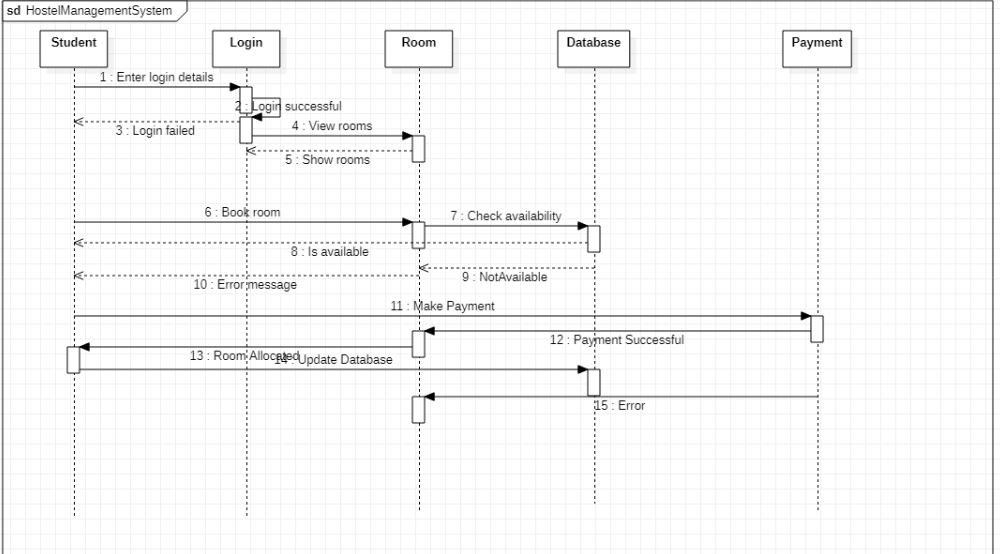 sd HostelManagementSystem
Student
Login
Room
Database
Payment
1 : Enter login details
2 : Login successful
3 : Login failed
4 : View rooms
5 : Show rooms
6 : Book room
7 : Check availability
8 : Is available
9 : NotAvailable
10 : Error message
11 : Make Payment
12 : Payment Successful
13 : Room Allocated
14 : Update Database
15 : Error